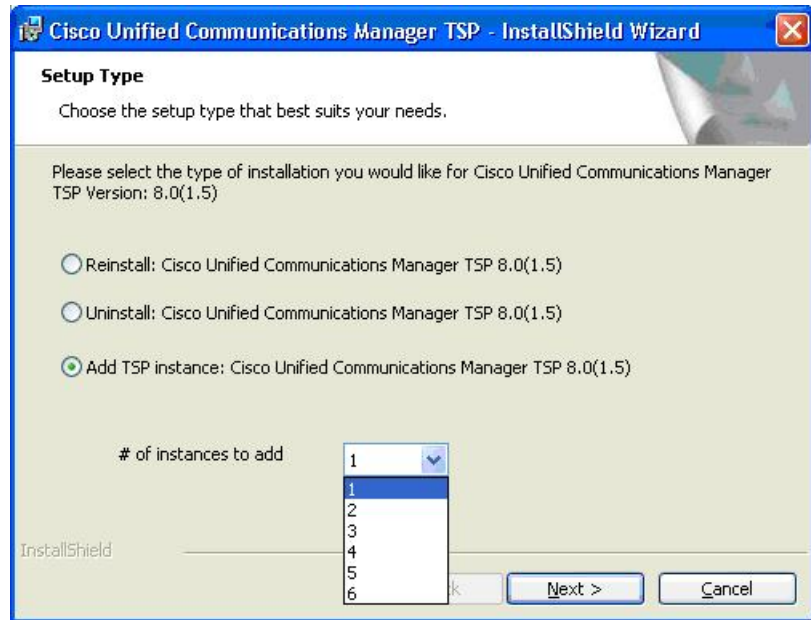 Cisco Unified Communications Manager TSP - InstallShield Wizard
Setup Type
Choose the setup type that best suits your needs.
Please select the type of installation you would like for Cisco Unified Communications Manager
TSP Version: 8.0(1.5)
Reinstall: Cisco Unified Communications Manager TSP 8.0(1.5)
Uninstall: Cisco Unified Communications Manager TSP 8.0(1.5)
Add TSP instance: Cisco Unified Communications Manager TSP 8.0(1.5)
# of instances to add
1
1
2
3
4
5
6
InstallShield
Next >
Cancel